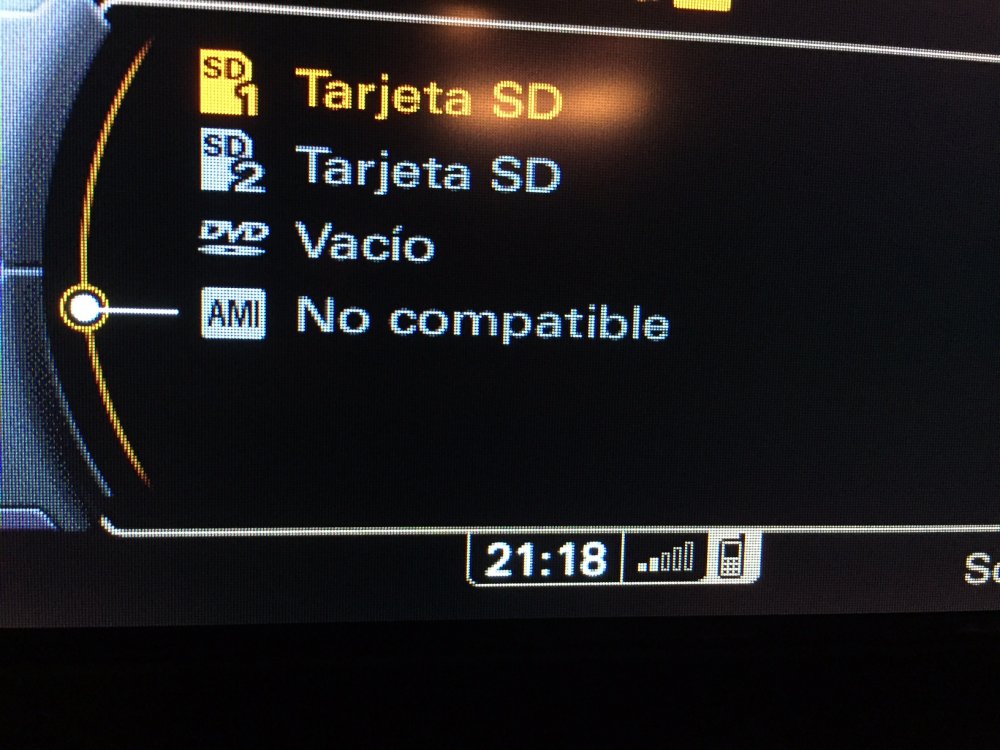 SD 1 Tarjeta SD
SD 2 Tarjeta SD
DVD Vacío
AMI No compatible
21:18